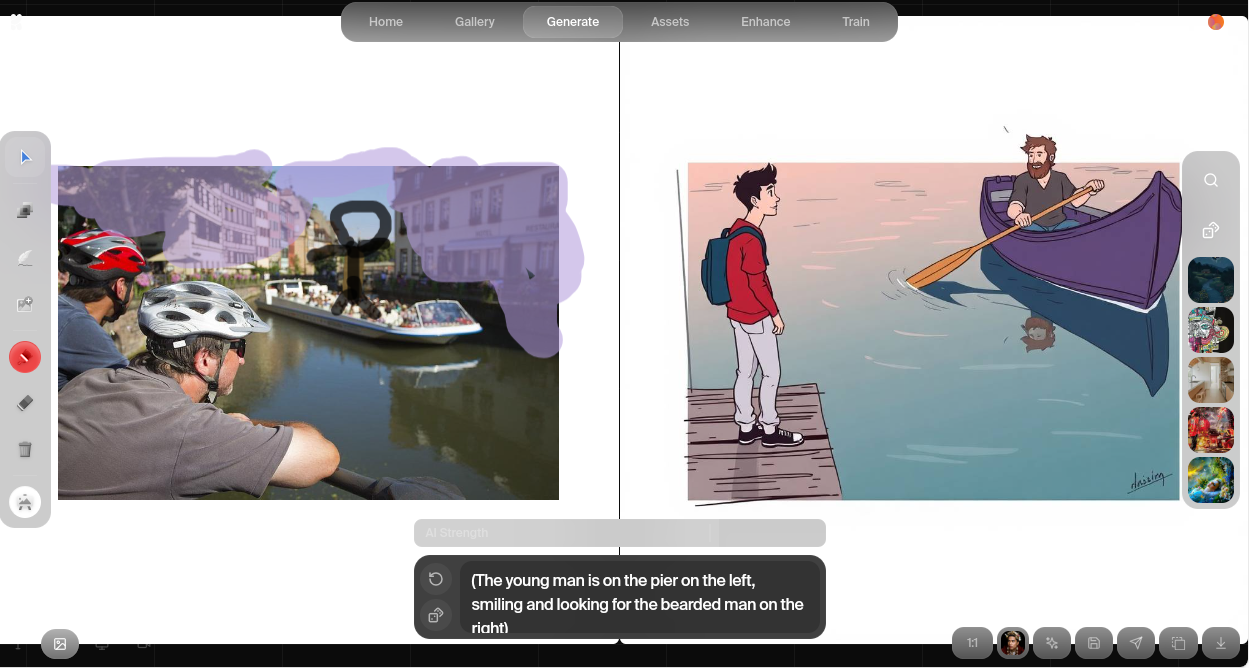 Home Gallery Generate Assets Enhance Train
AI Strength
(The young man is on the pier on the left,
smiling and looking for the bearded man on the
right)
1:1